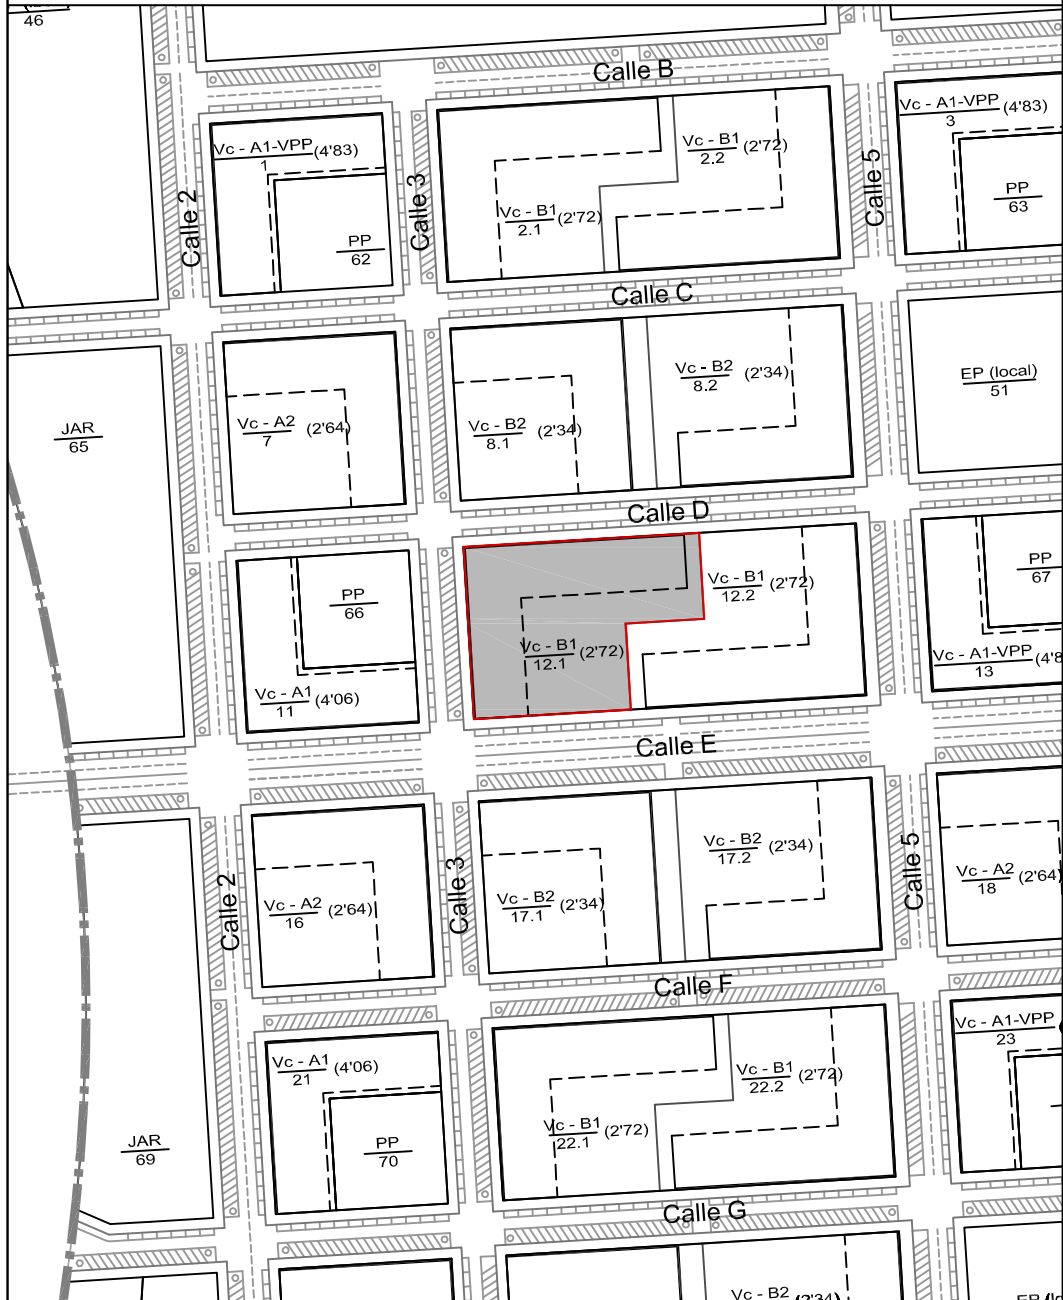 46
Calle B
Vc - A1-VPP (4'83)
1
PP
62
Calle 2
Calle 3
Vc - B1 (2'72)
2.1
Vc - B1 (2'72)
2.2
Calle 5
Vc - A1-VPP (4'83)
3
PP
63
Calle C
JAR
65
Vc - A2 (2'64)
7
Vc - B2 (2'34)
8.1
Vc - B2 (2'34)
8.2
EP (local)
51
Calle D
PP
66
Vc - A1 (4'06)
11
Vc - B1 (2'72)
12.1
Vc - B1 (2'72)
12.2
PP
67
Vc - A1-VPP (4'8
13
Calle E
Calle 2
Vc - A2 (2'64)
16
Calle 3
Vc - B2 (2'34)
17.1
Vc - B2 (2'34)
17.2
Calle 5
Vc - A2 (2'64)
18
Calle F
JAR
69
Vc - A1 (4'06)
21
PP
70
Vc - B1 (2'72)
22.1
Vc - B1 (2'72)
22.2
Vc - A1-VPP (
23
Calle G
Vc - B2 (2'34)